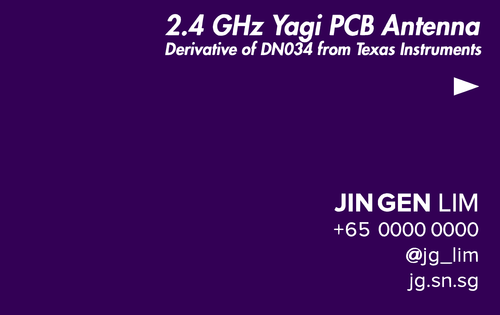 2.4 GHz Yagi PCB Antenna
Derivative of DN034 from Texas Instruments
JIN GEN LIM
+65 0000 0000
@jg_lim
jg.sn.sg